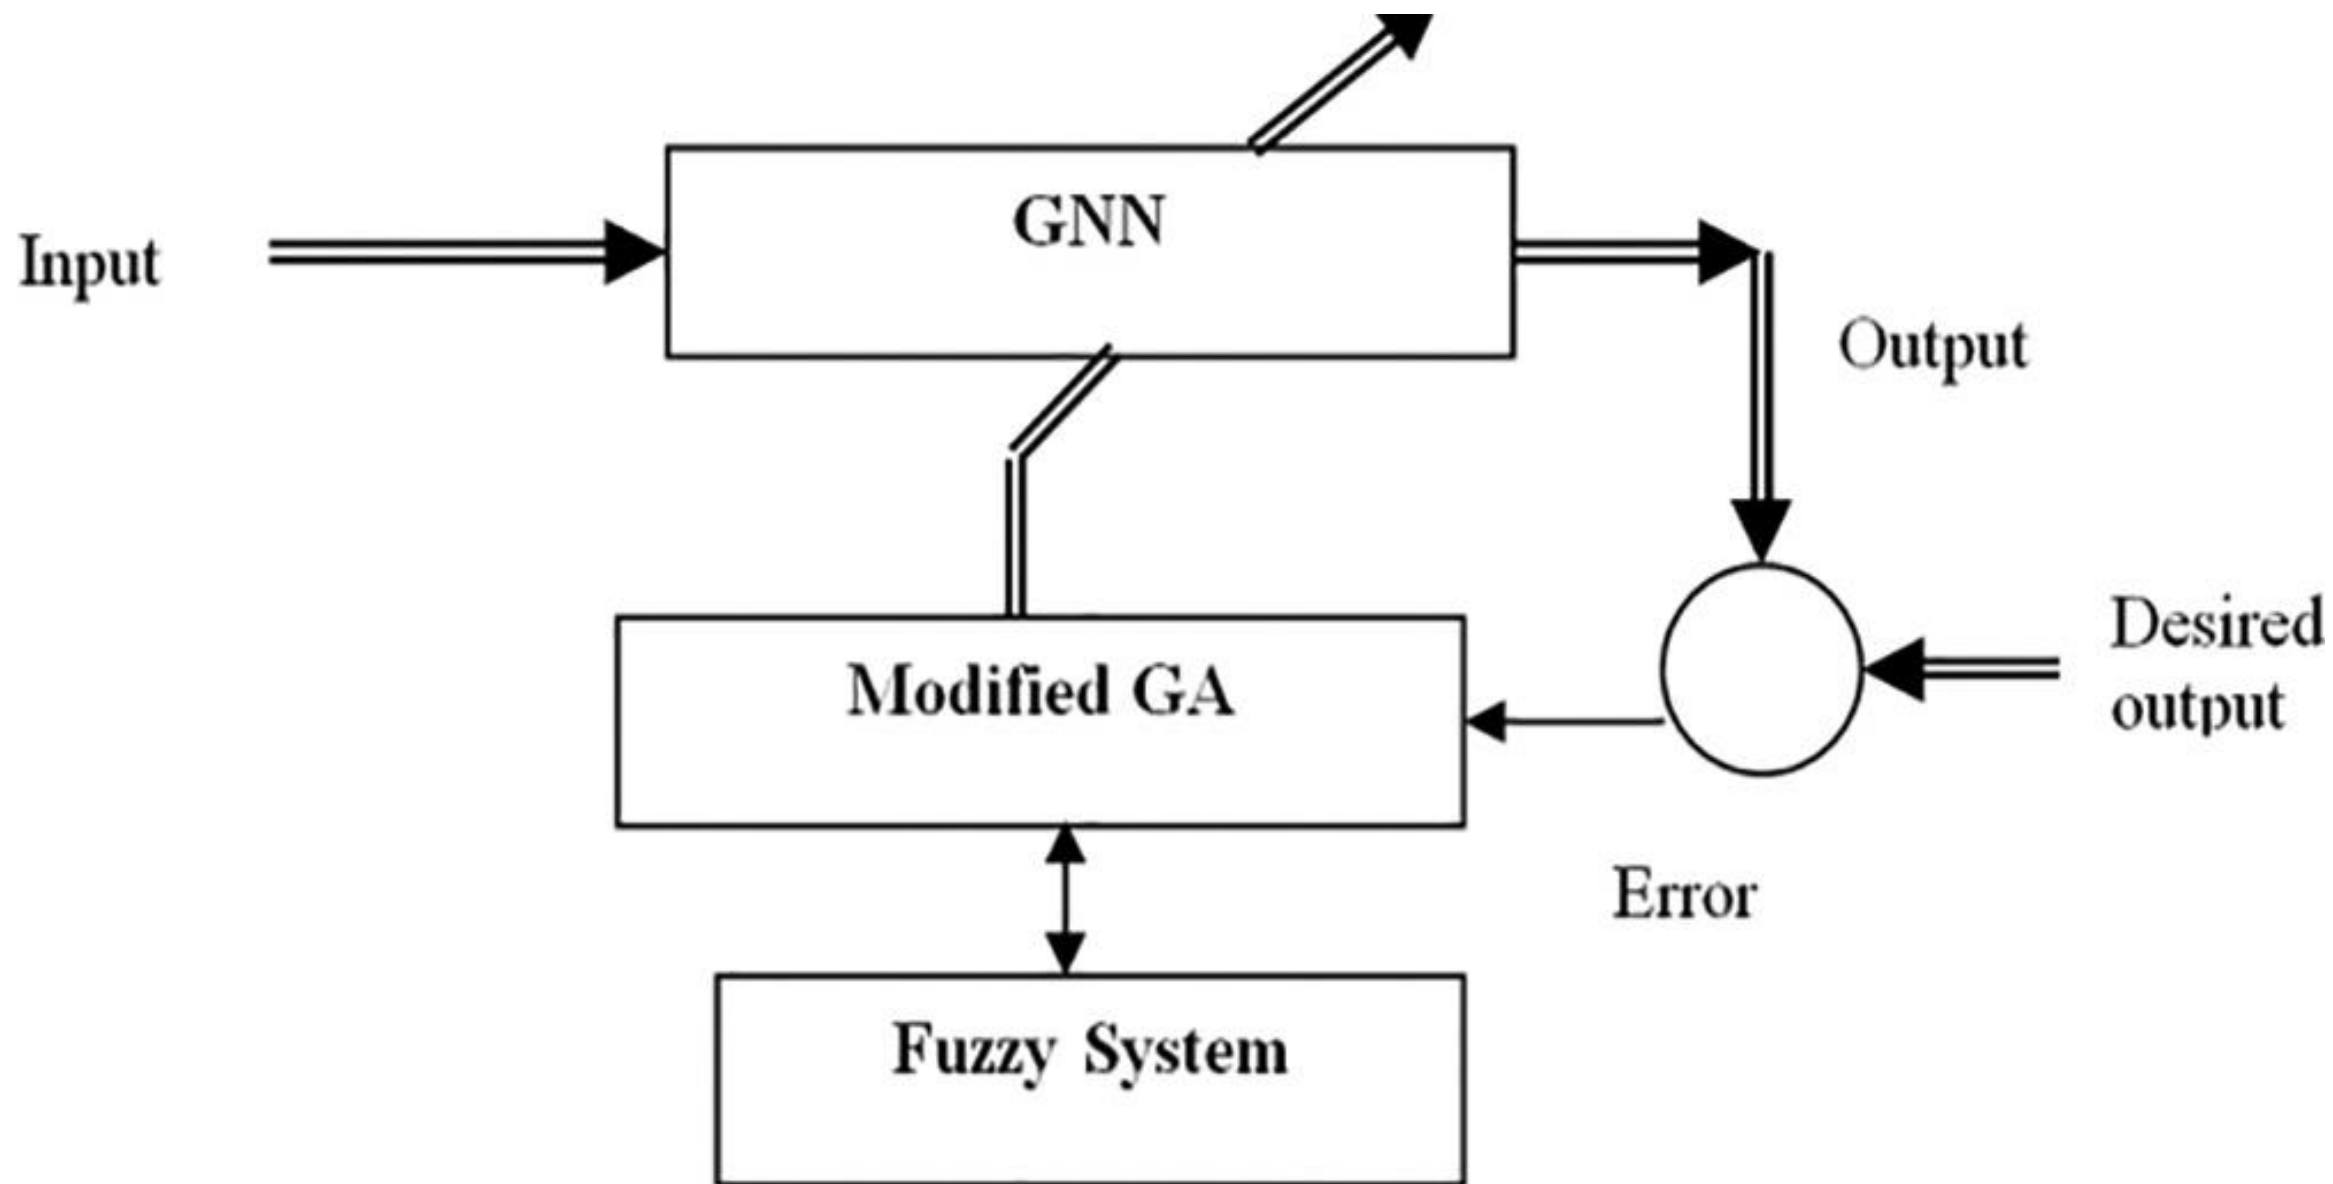 GNN
Input
Output
Desired
output
Modified GA
Error
Fuzzy System